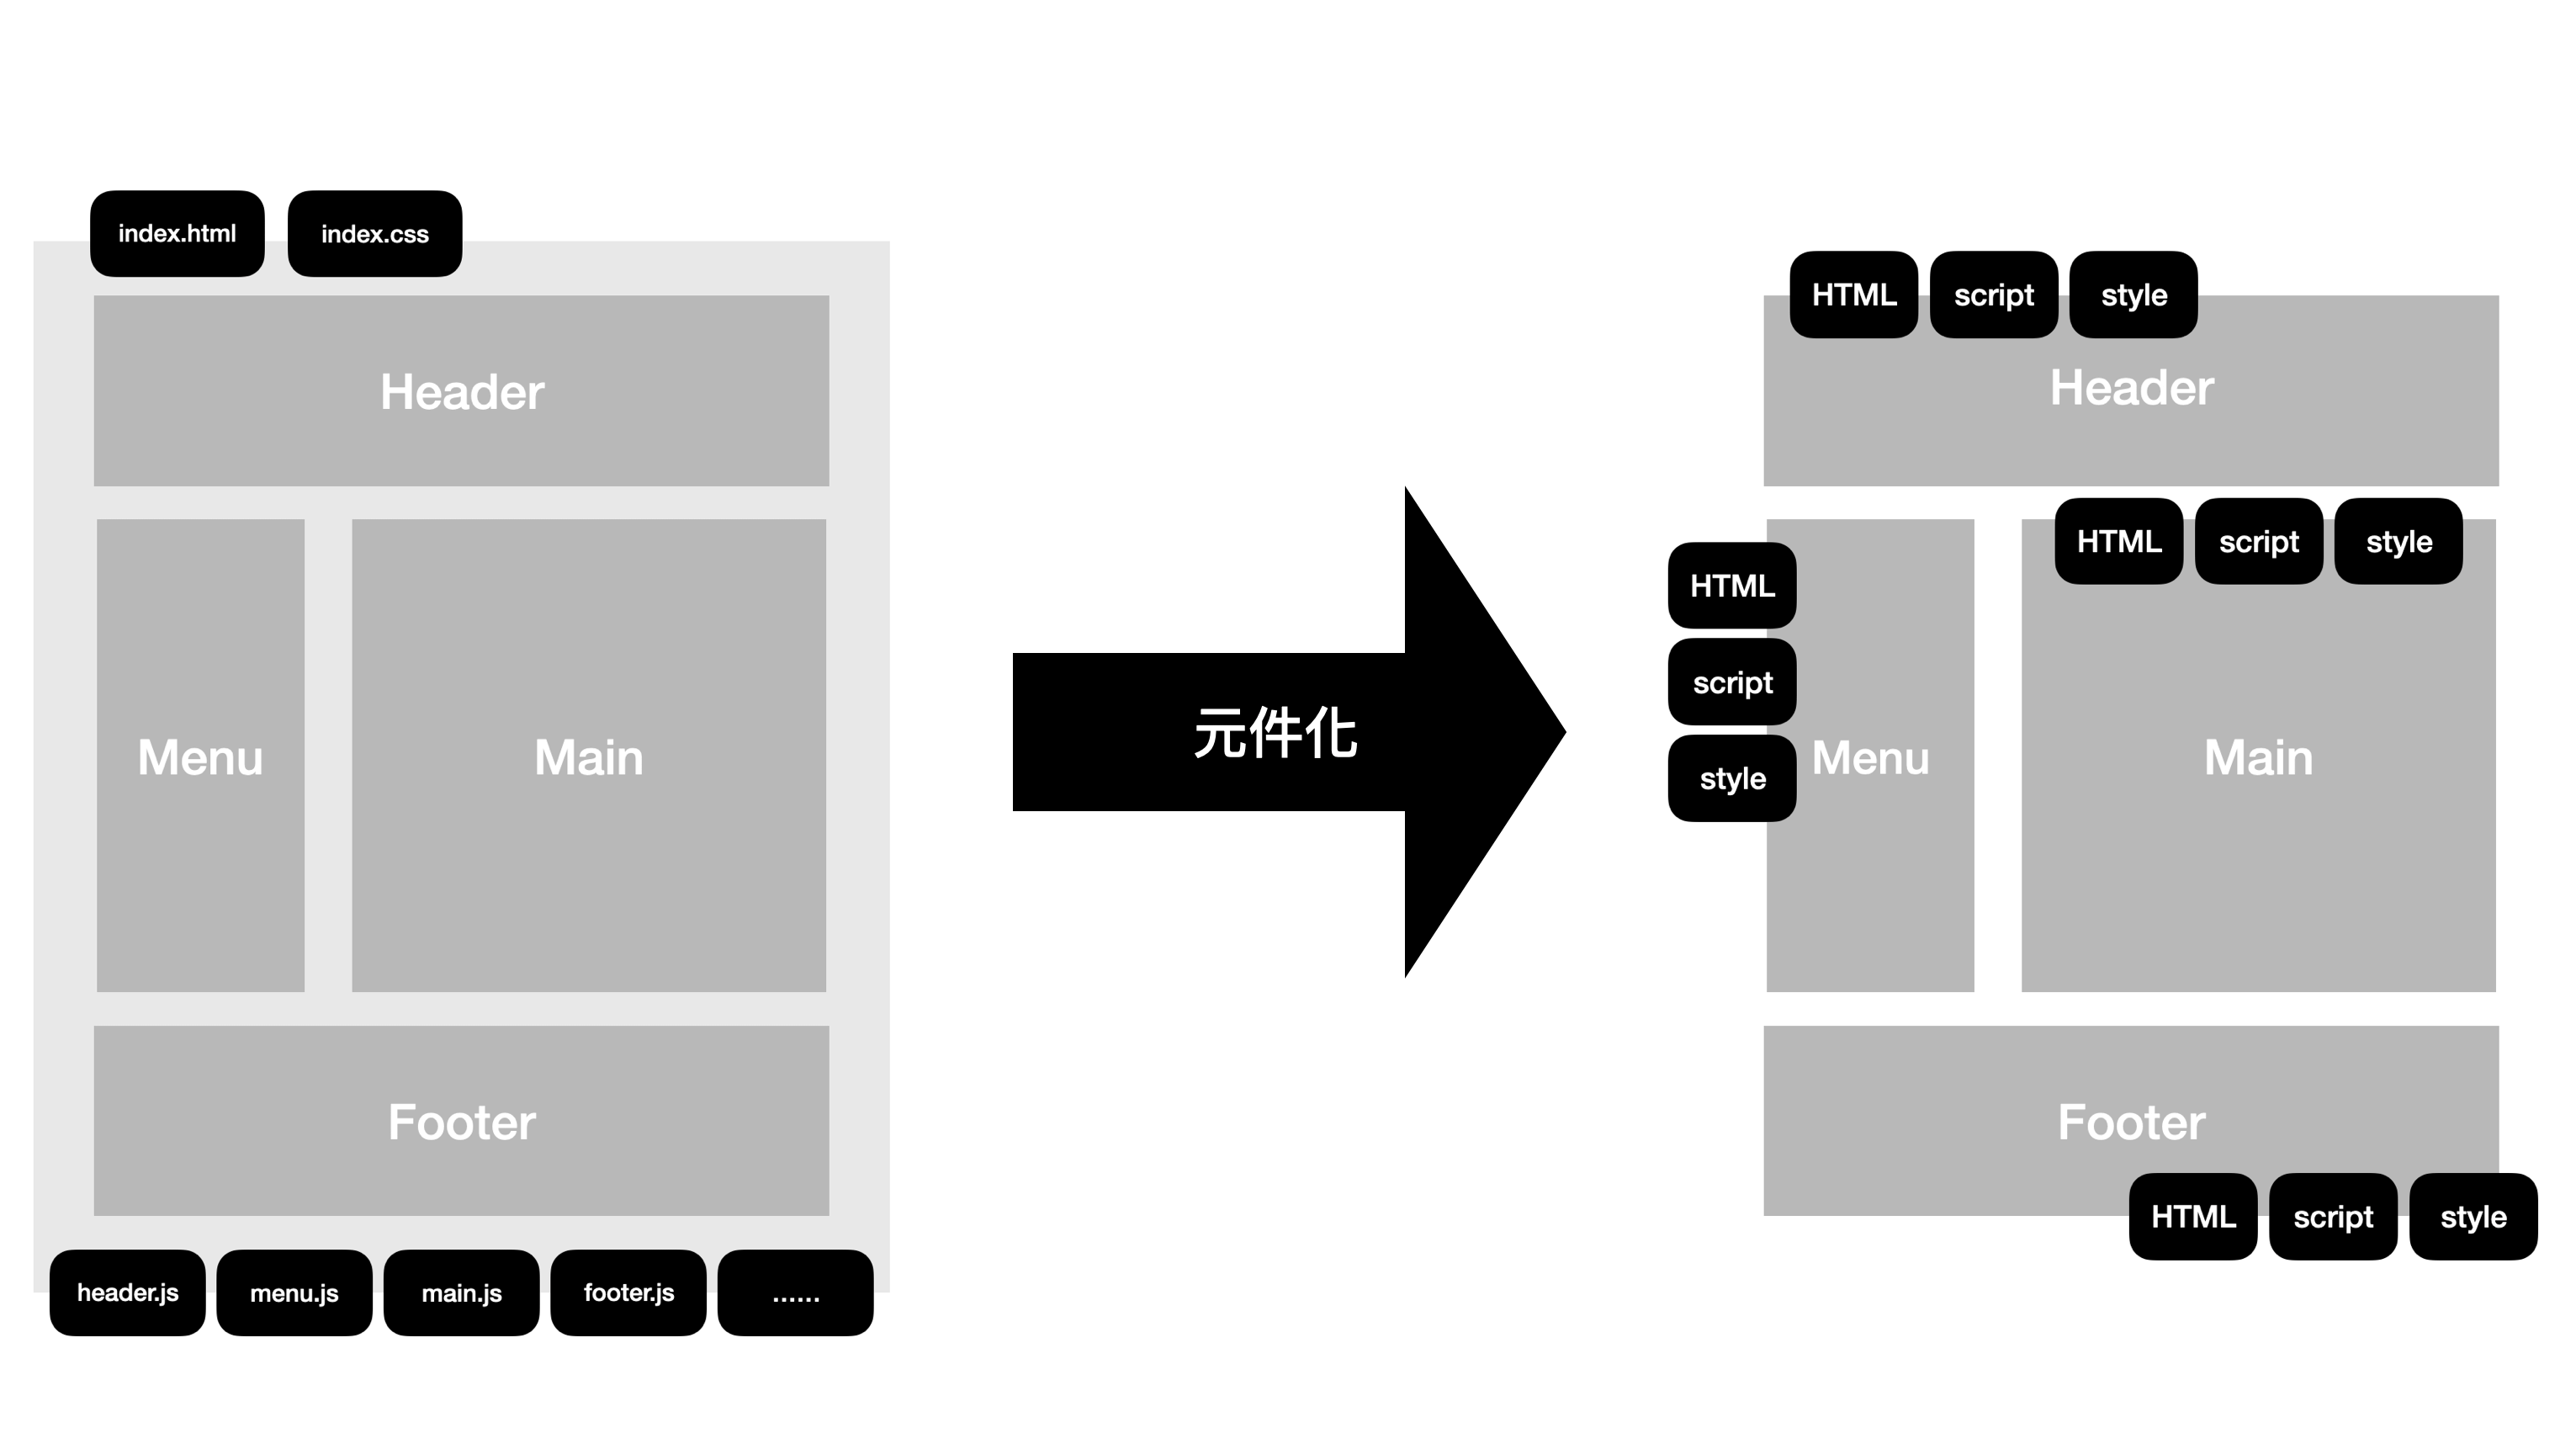 index.html
index.css
Header
Menu
Main
Footer
header.js
menu.js
main.js
footer.js
......
元件化
HTML
script
style
Header
HTML
script
style
Menu
HTML
script
style
Main
Footer
HTML
script
style